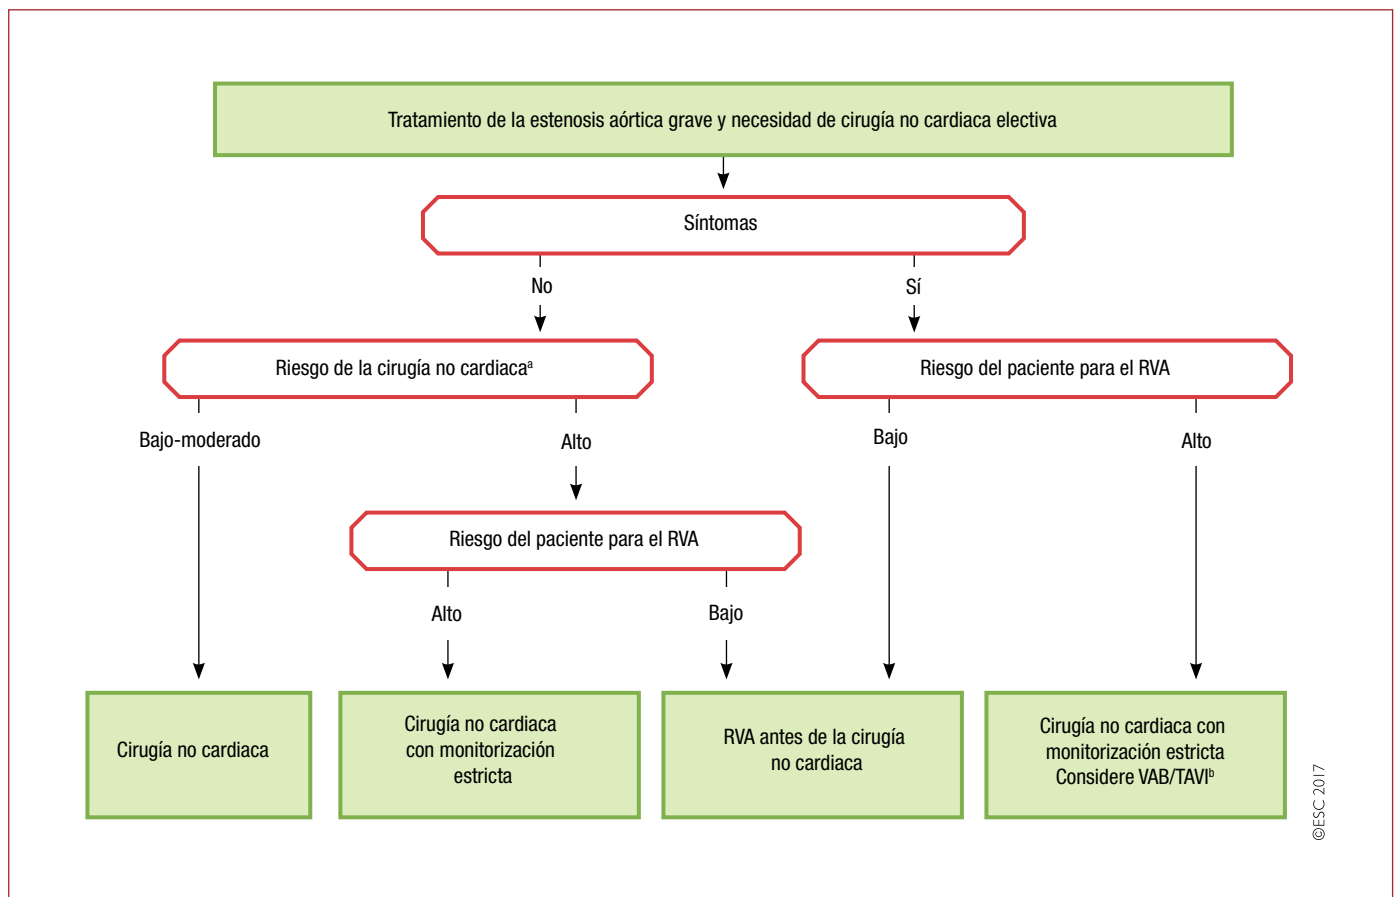 Tratamiento de la estenosis aórtica grave y necesidad de cirugía no cardiaca electiva
Síntomas
No
Sí
Riesgo de la cirugía no cardiacaª
Riesgo del paciente para el RVA
Bajo-moderado
Alto
Bajo
Alto
Riesgo del paciente para el RVA
Alto
Bajo
Cirugía no cardiaca
Cirugía no cardiaca
con monitorización
estricta
RVA antes de la cirugía
no cardiaca
Cirugía no cardiaca con
monitorización estricta
Considere VAB/TAVIᵇ
©ESC 2017